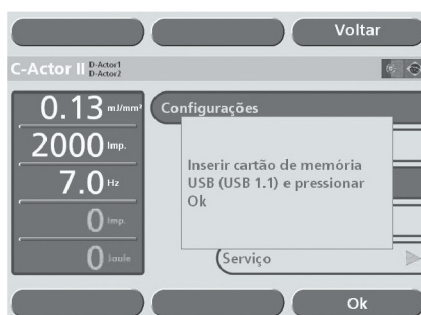 Voltar
C-Actor II D-Actor1
D-Actor2
0.13 mJ/mm²
2000 Imp.
7.0 Hz
0 Imp.
0 Joule
Configurações
Inserir cartão de memória
USB (USB 1.1) e pressionar
Ok
Serviço
Ok